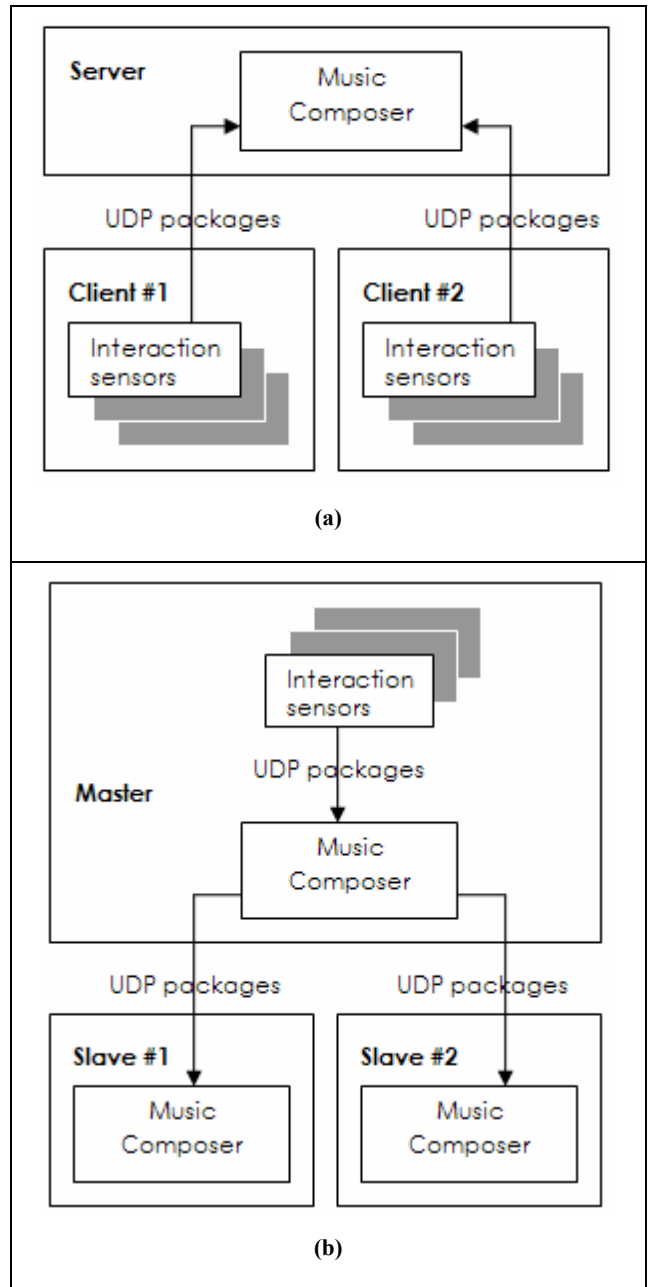 Server
Music
Composer
UDP packages
UDP packages
Client #1
Interaction
sensors
Client #2
Interaction
sensors
(a)
Interaction
sensors
UDP packages
Master
Music
Composer
UDP packages
UDP packages
Slave #1
Music
Composer
Slave #2
Music
Composer
(b)